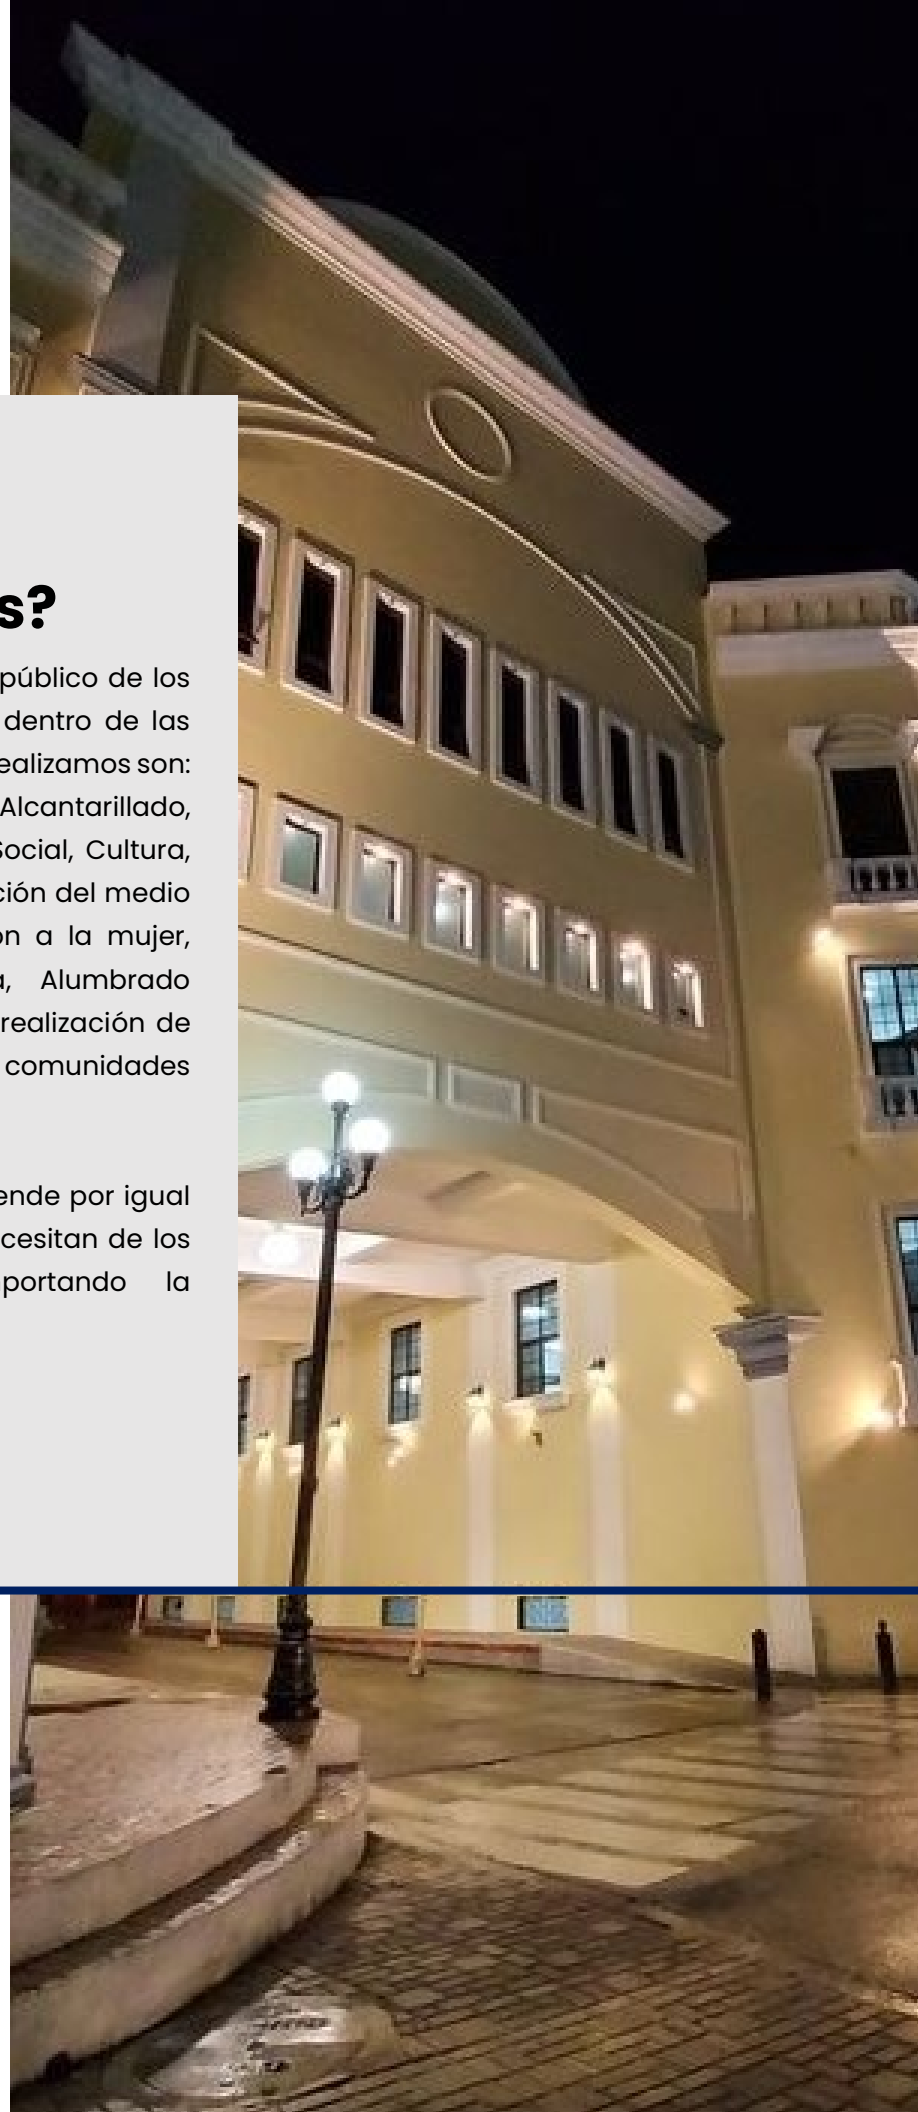 s?
público de los
dentro de las
ealizamos son:
Alcantarillado,
Social, Cultura,
ción del medio
ón a la mujer,
a, Alumbrado
realización de
comunidades
ende por igual
cesitan de los
portando la